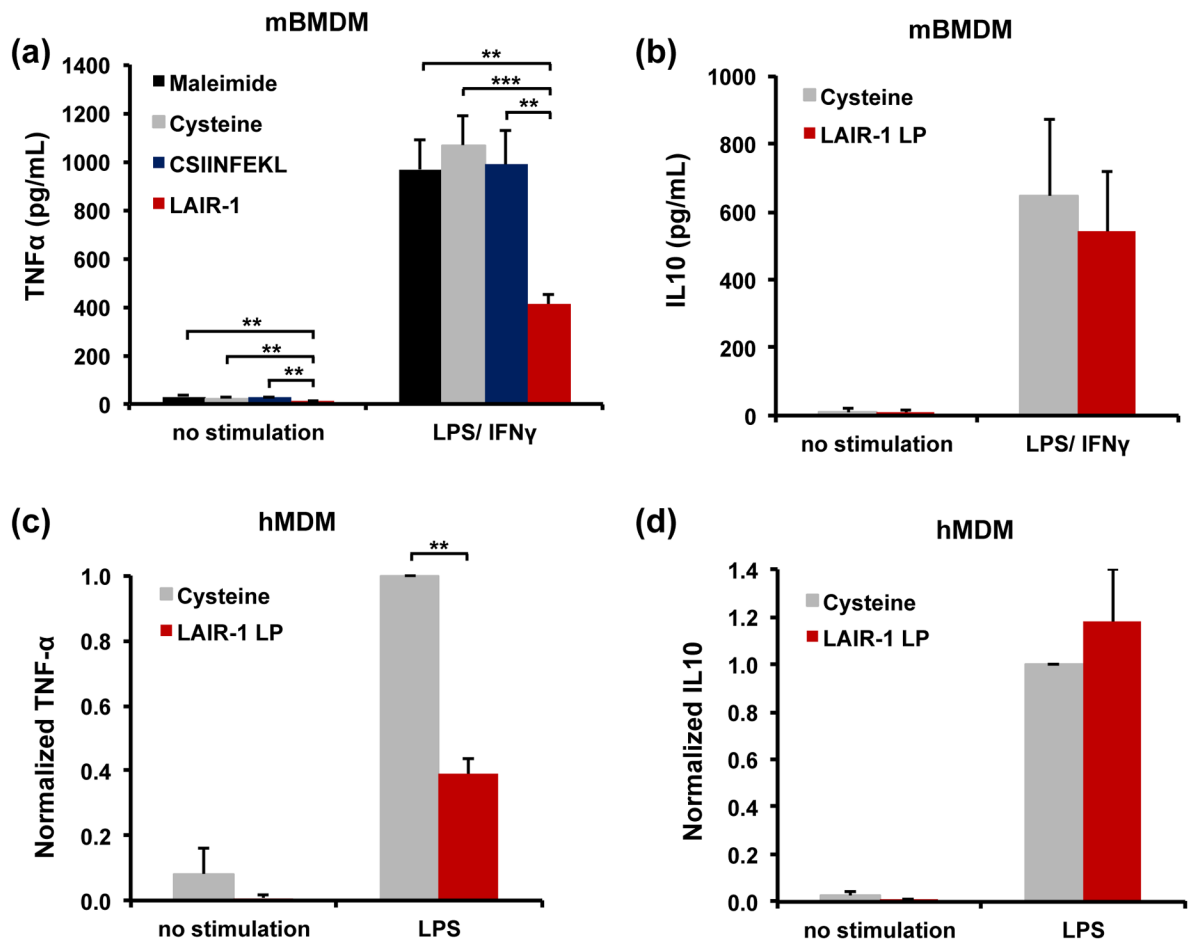 (a)
mBMDM
TNFα (pg/mL)
1400
1200
1000
800
600
400
200
0
Maleimide
Cysteine
CSIINFEKL
LAIR-1
**
***
**
**
**
**
no stimulation
LPS/ IFNγ
(b)
mBMDM
IL10 (pg/mL)
1000
800
600
400
200
0
Cysteine
LAIR-1 LP
no stimulation
LPS/ IFNγ
(c)
hMDM
Normalized TNF-α
1.0
0.8
0.6
0.4
0.2
0.0
Cysteine
LAIR-1 LP
**
no stimulation
LPS
(d)
hMDM
Normalized IL10
1.4
1.2
1.0
0.8
0.6
0.4
0.2
0.0
Cysteine
LAIR-1 LP
no stimulation
LPS